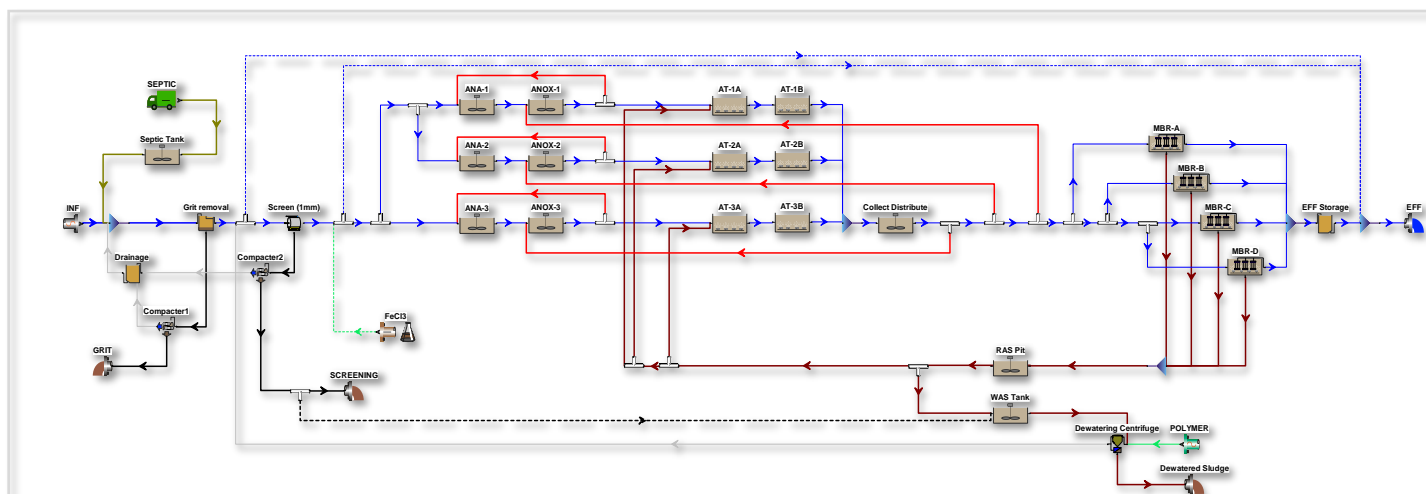 SEPTIC
Septic Tank
INF
Grit removal
Screen (1mm)
Drainage
Compacter2
Compacter1
GRIT
SCREENING
FeCl3
ANA-1
ANOX-1
AT-1A
AT-1B
ANA-2
ANOX-2
AT-2A
AT-2B
ANA-3
ANOX-3
AT-3A
AT-3B
Collect Distribute
MBR-A
MBR-B
MBR-C
MBR-D
EFF Storage
EFF
RAS Pit
WAS Tank
Dewatering Centrifuge
POLYMER
Dewatered Sludge